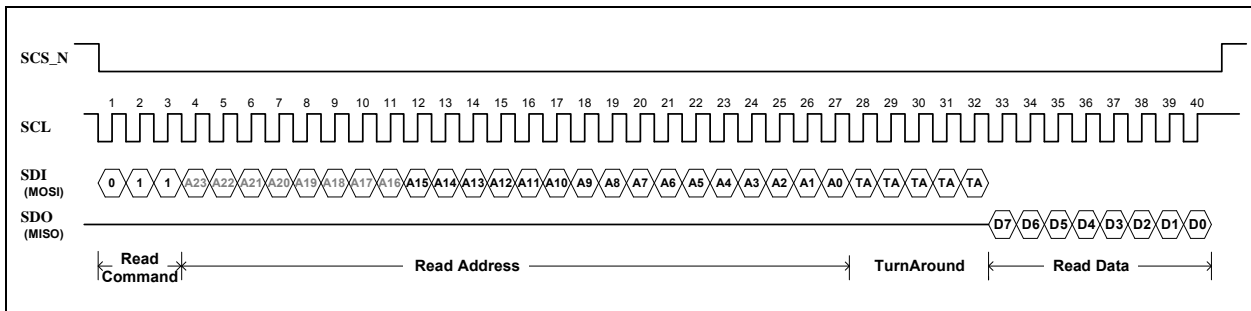 SCS_N
1 2 3 4 5 6 7 8 9 10 11 12 13 14 15 16 17 18 19 20 21 22 23 24 25 26 27 28 29 30 31 32 33 34 35 36 37 38 39 40
SCL
SDI 0 1 1 A23 A22 A21 A20 A19 A18 A17 A16 A15 A14 A13 A12 A11 A10 A9 A8 A7 A6 A5 A4 A3 A2 A1 A0 TA TA TA TA TA
(MOSI)
SDO D7 D6 D5 D4 D3 D2 D1 D0
(MISO)
Read Command Read Address TurnAround Read Data